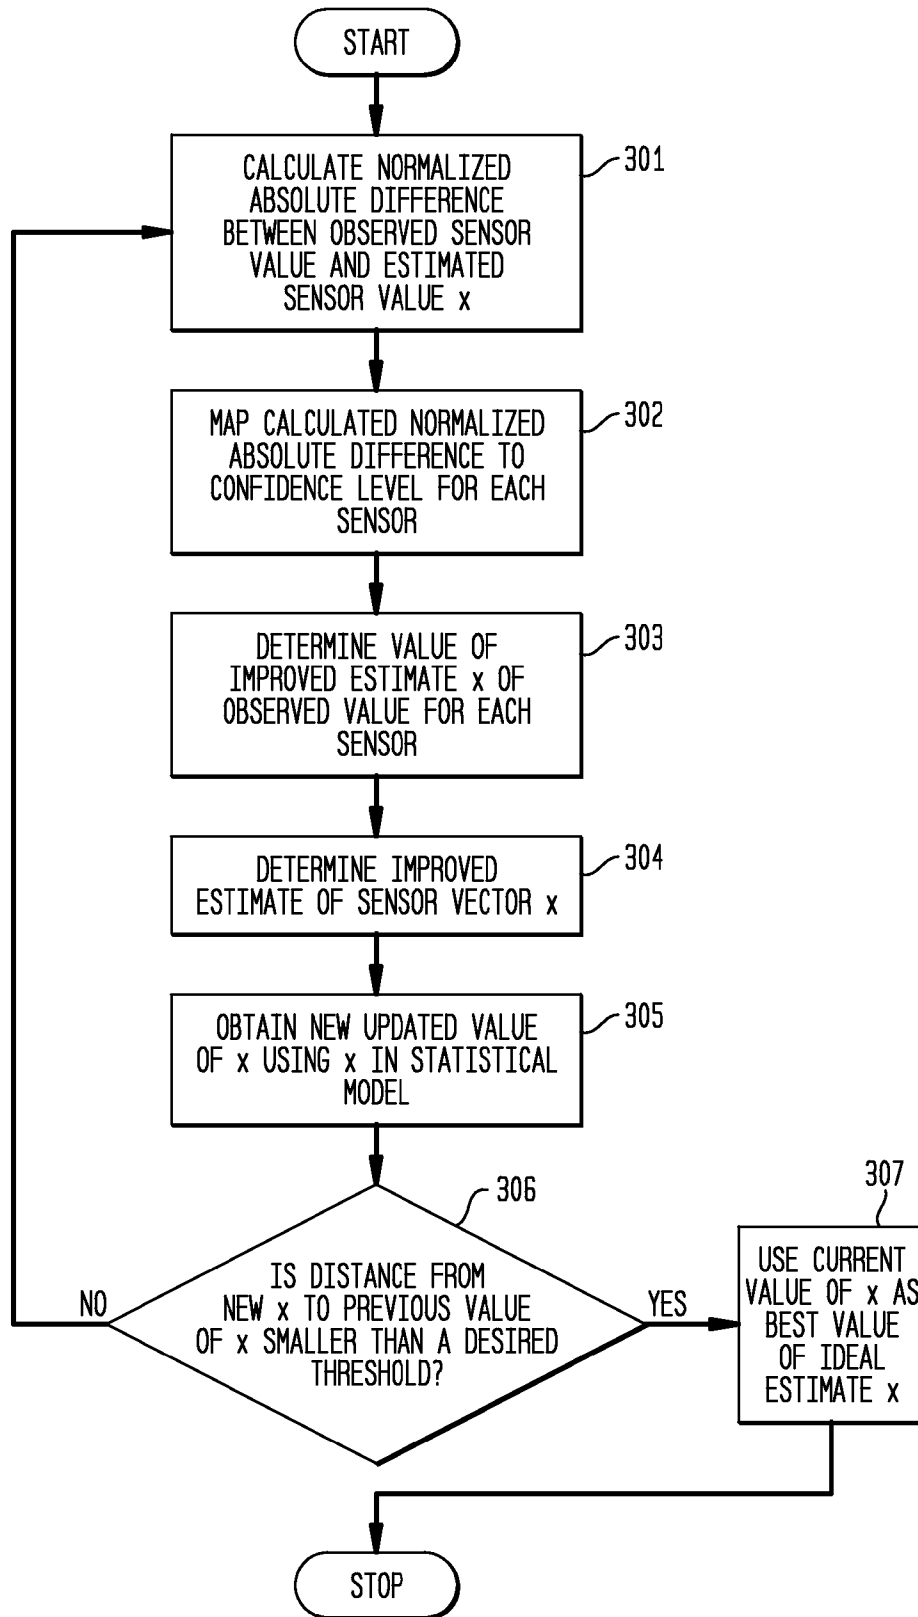 START
301
CALCULATE NORMALIZED
ABSOLUTE DIFFERENCE
BETWEEN OBSERVED SENSOR
VALUE AND ESTIMATED
SENSOR VALUE x
302
MAP CALCULATED NORMALIZED
ABSOLUTE DIFFERENCE TO
CONFIDENCE LEVEL FOR EACH
SENSOR
303
DETERMINE VALUE OF
IMPROVED ESTIMATE x OF
OBSERVED VALUE FOR EACH
SENSOR
304
DETERMINE IMPROVED
ESTIMATE OF SENSOR VECTOR x
305
OBTAIN NEW UPDATED VALUE
OF x USING x IN STATISTICAL
MODEL
306
IS DISTANCE FROM
NEW x TO PREVIOUS VALUE
OF x SMALLER THAN A DESIRED
THRESHOLD?
NO
YES
307
USE CURRENT
VALUE OF x AS
BEST VALUE
OF IDEAL
ESTIMATE x
STOP